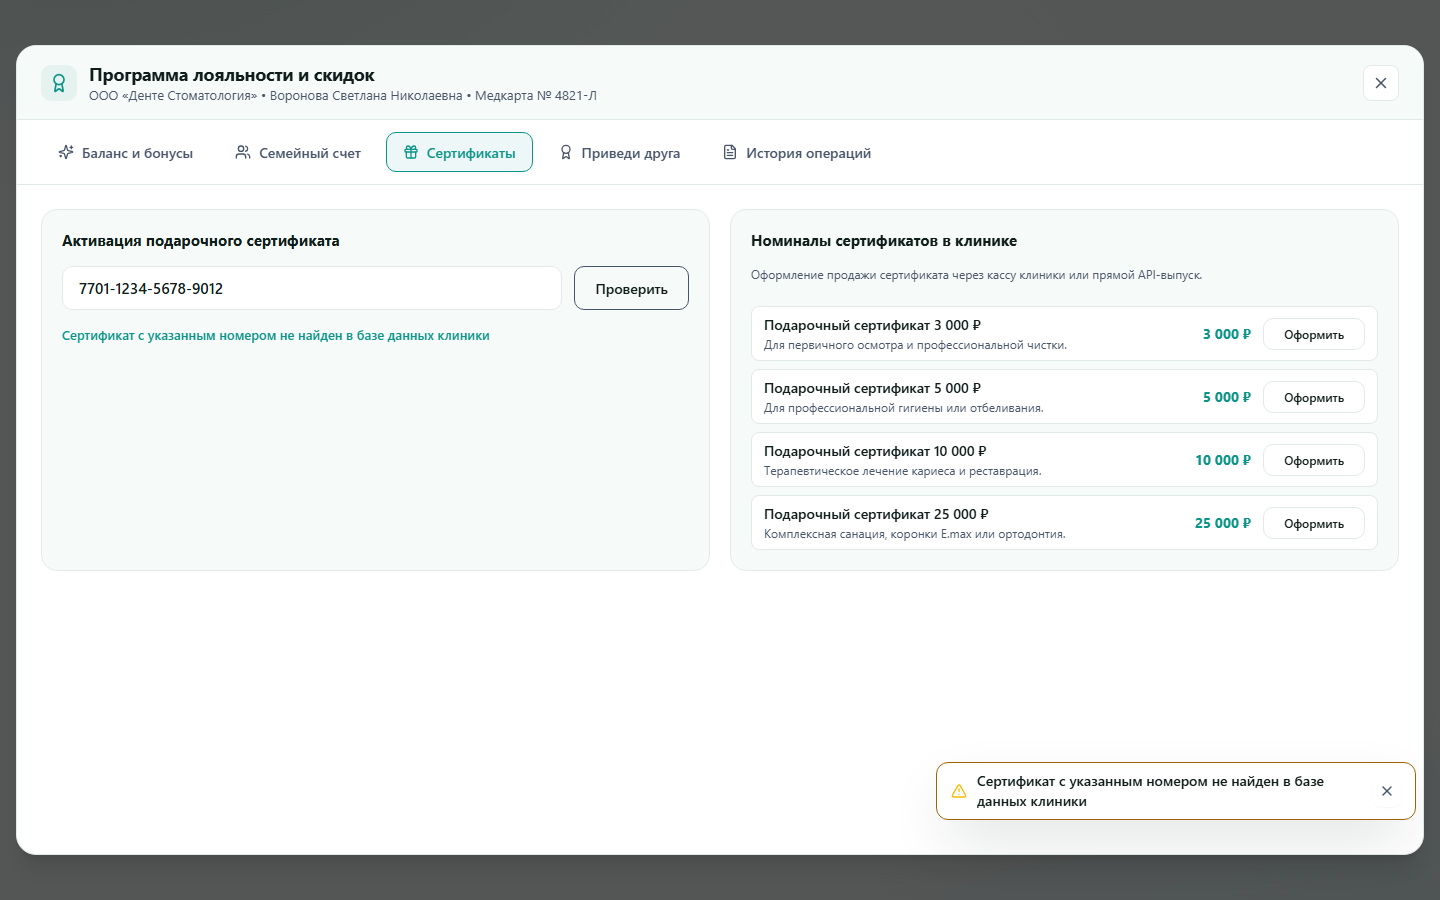 Программа лояльности и скидок
ООО «Денте Стоматология» • Воронова Светлана Николаевна • Медкарта № 4821-Л
Баланс и бонусы
Семейный счет
Сертификаты
Приведи друга
История операций
Активация подарочного сертификата
7701-1234-5678-9012
Проверить
Сертификат с указанным номером не найден в базе данных клиники
Номиналы сертификатов в клинике
Оформление продажи сертификата через кассу клиники или прямой API-выпуск.
Подарочный сертификат 3 000 ₽
Для первичного осмотра и профессиональной чистки.
3 000 ₽
Оформить
Подарочный сертификат 5 000 ₽
Для профессиональной гигиены или отбеливания.
5 000 ₽
Оформить
Подарочный сертификат 10 000 ₽
Терапевтическое лечение кариеса и реставрация.
10 000 ₽
Оформить
Подарочный сертификат 25 000 ₽
Комплексная санация, коронки E.max или ортодонтия.
25 000 ₽
Оформить
Сертификат с указанным номером не найден в базе
данных клиники